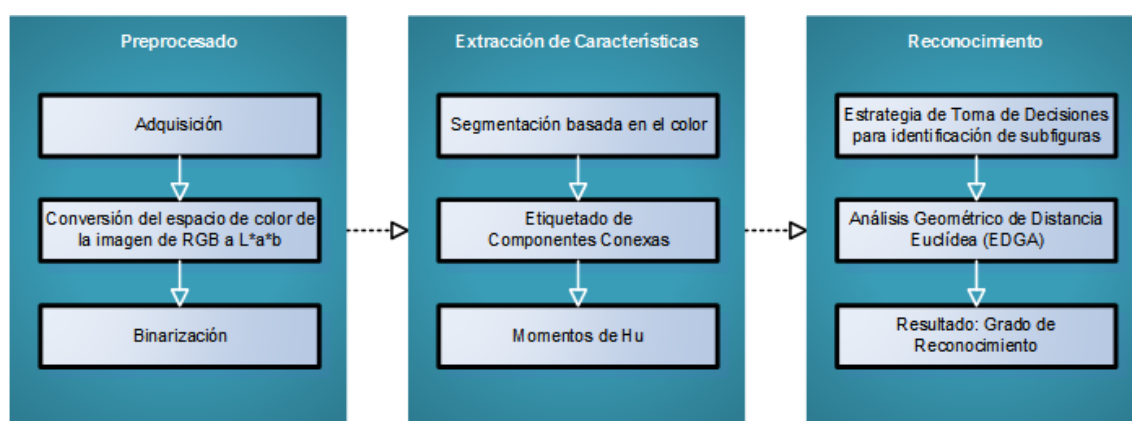 Preprocesado
Adquisición
Conversión del espacio de color de
la imagen de RGB a L*a*b
Binarización
Extracción de Características
Segmentación basada en el color
Etiquetado de
Componentes Conexas
Momentos de Hu
Reconocimiento
Estrategia de Toma de Decisiones
para identificación de subfiguras
Análisis Geométrico de Distancia
Euclídea (EDGA)
Resultado: Grado de
Reconocimiento